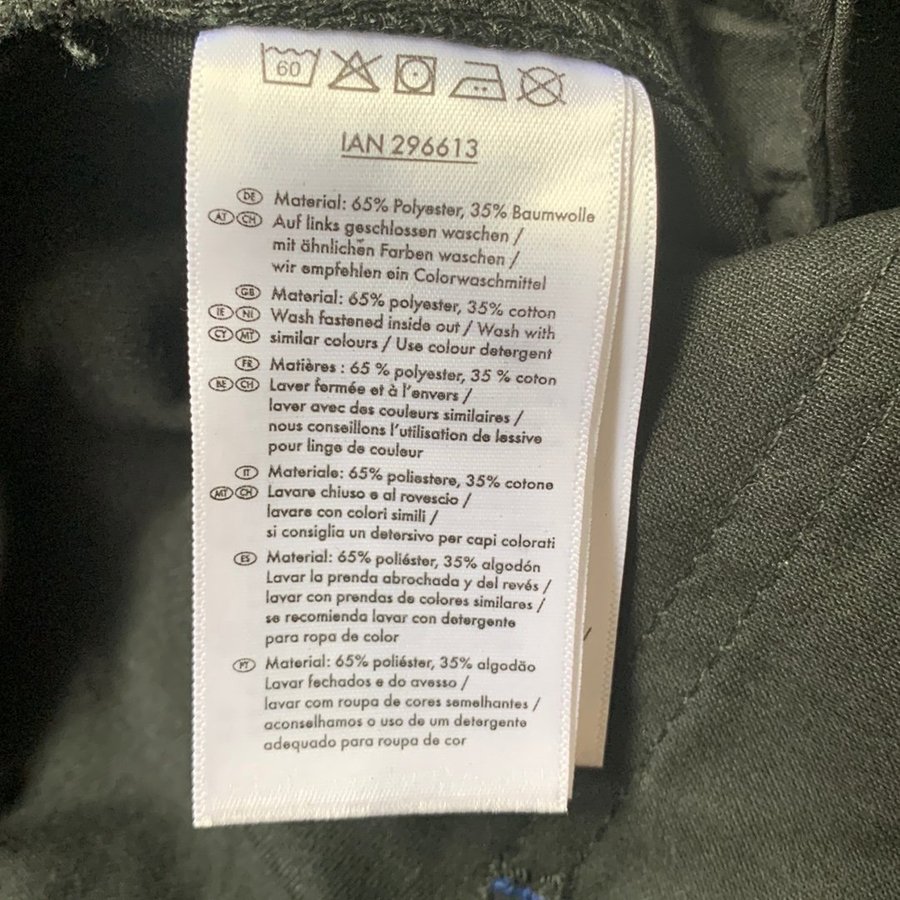 60
IAN 296613
DE Material: 65% Polyester, 35% Baumwolle
AT CH Auf links geschlossen waschen /
mit ähnlichen Farben waschen /
wir empfehlen ein Colorwaschmittel
GB Material: 65% polyester, 35% cotton
IE NI Wash fastened inside out / Wash with
CY MT similar colours / Use colour detergent
FR Matières : 65 % polyester, 35 % coton
BE CH Laver fermée et à l'envers /
laver avec des couleurs similaires /
nous conseillons l'utilisation de lessive
pour linge de couleur
IT Materiale: 65% poliestere, 35% cotone
MT CH Lavare chiuso e al rovescio /
lavare con colori simili /
si consiglia un detersivo per capi colorati
ES Material: 65% poliéster, 35% algodón
Lavar la prenda abrochada y del revés /
lavar con prendas de colores similares /
se recomienda lavar con detergente
para ropa de color
PT Material: 65% poliéster, 35% algodão
Lavar fechados e do avesso /
lavar com roupa de cores semelhantes /
aconselhamos o uso de um detergente
adequado para roupa de cor